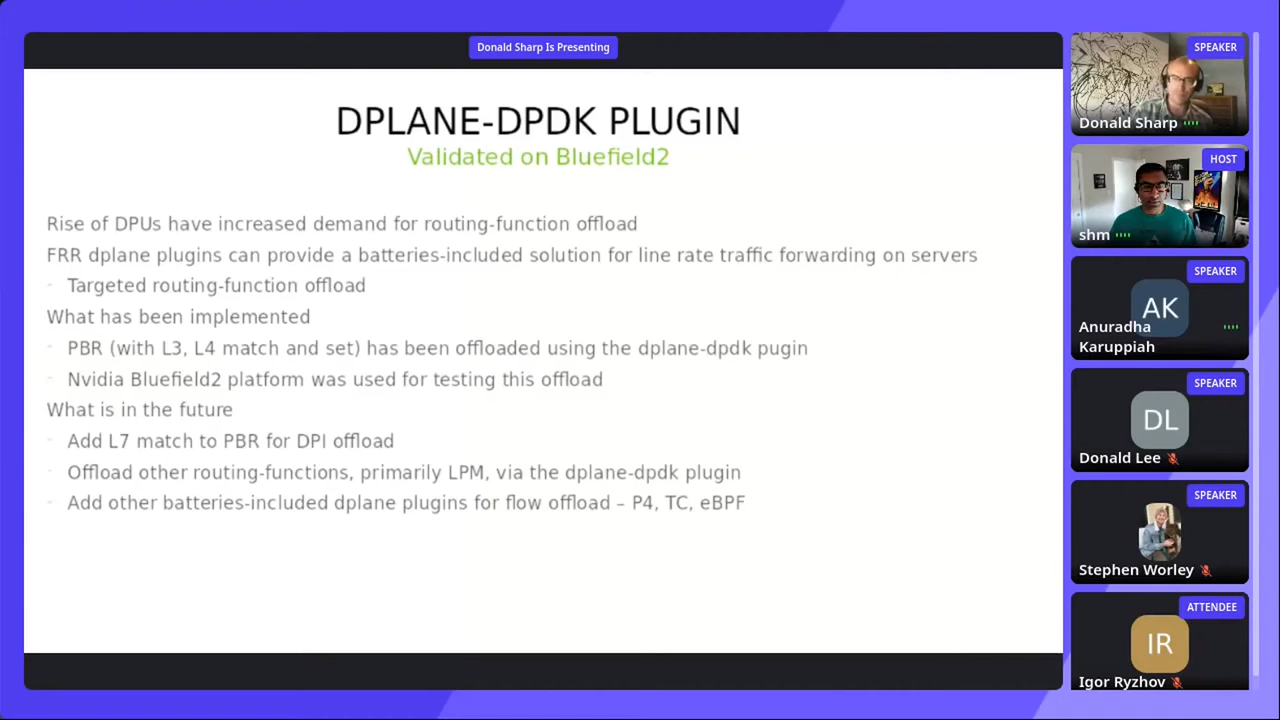 Donald Sharp Is Presenting
DPLANE-DPDK PLUGIN
Validated on Bluefield2
Rise of DPUs have increased demand for routing-function offload
FRR dplane plugins can provide a batteries-included solution for line rate traffic forwarding on servers
- Targeted routing-function offload
What has been implemented
- PBR (with L3, L4 match and set) has been offloaded using the dplane-dpdk pugin
- Nvidia Bluefield2 platform was used for testing this offload
What is in the future
- Add L7 match to PBR for DPI offload
- Offload other routing-functions, primarily LPM, via the dplane-dpdk plugin
- Add other batteries-included dplane plugins for flow offload – P4, TC, eBPF
SPEAKER
Donald Sharp
HOST
shm
SPEAKER
AK
Anuradha
Karuppiah
SPEAKER
DL
Donald Lee
SPEAKER
Stephen Worley
ATTENDEE
IR
Igor Ryzhov